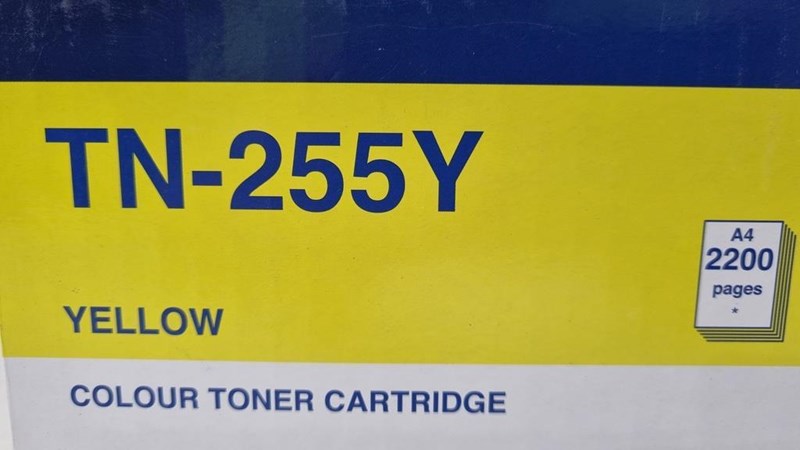 TN-255Y
A4
2200
pages
*
YELLOW
COLOUR TONER CARTRIDGE